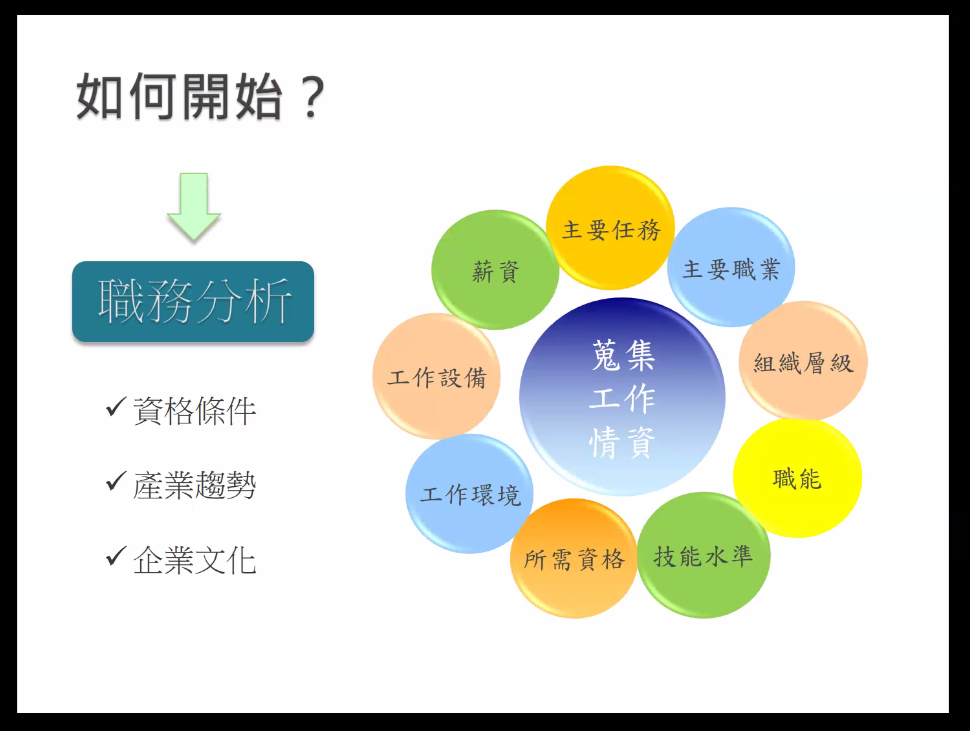 如何開始？
職務分析
✓資格條件
✓產業趨勢
✓企業文化
蒐集
工作
情資
主要任務
主要職業
組織層級
職能
技能水準
所需資格
工作環境
工作設備
薪資